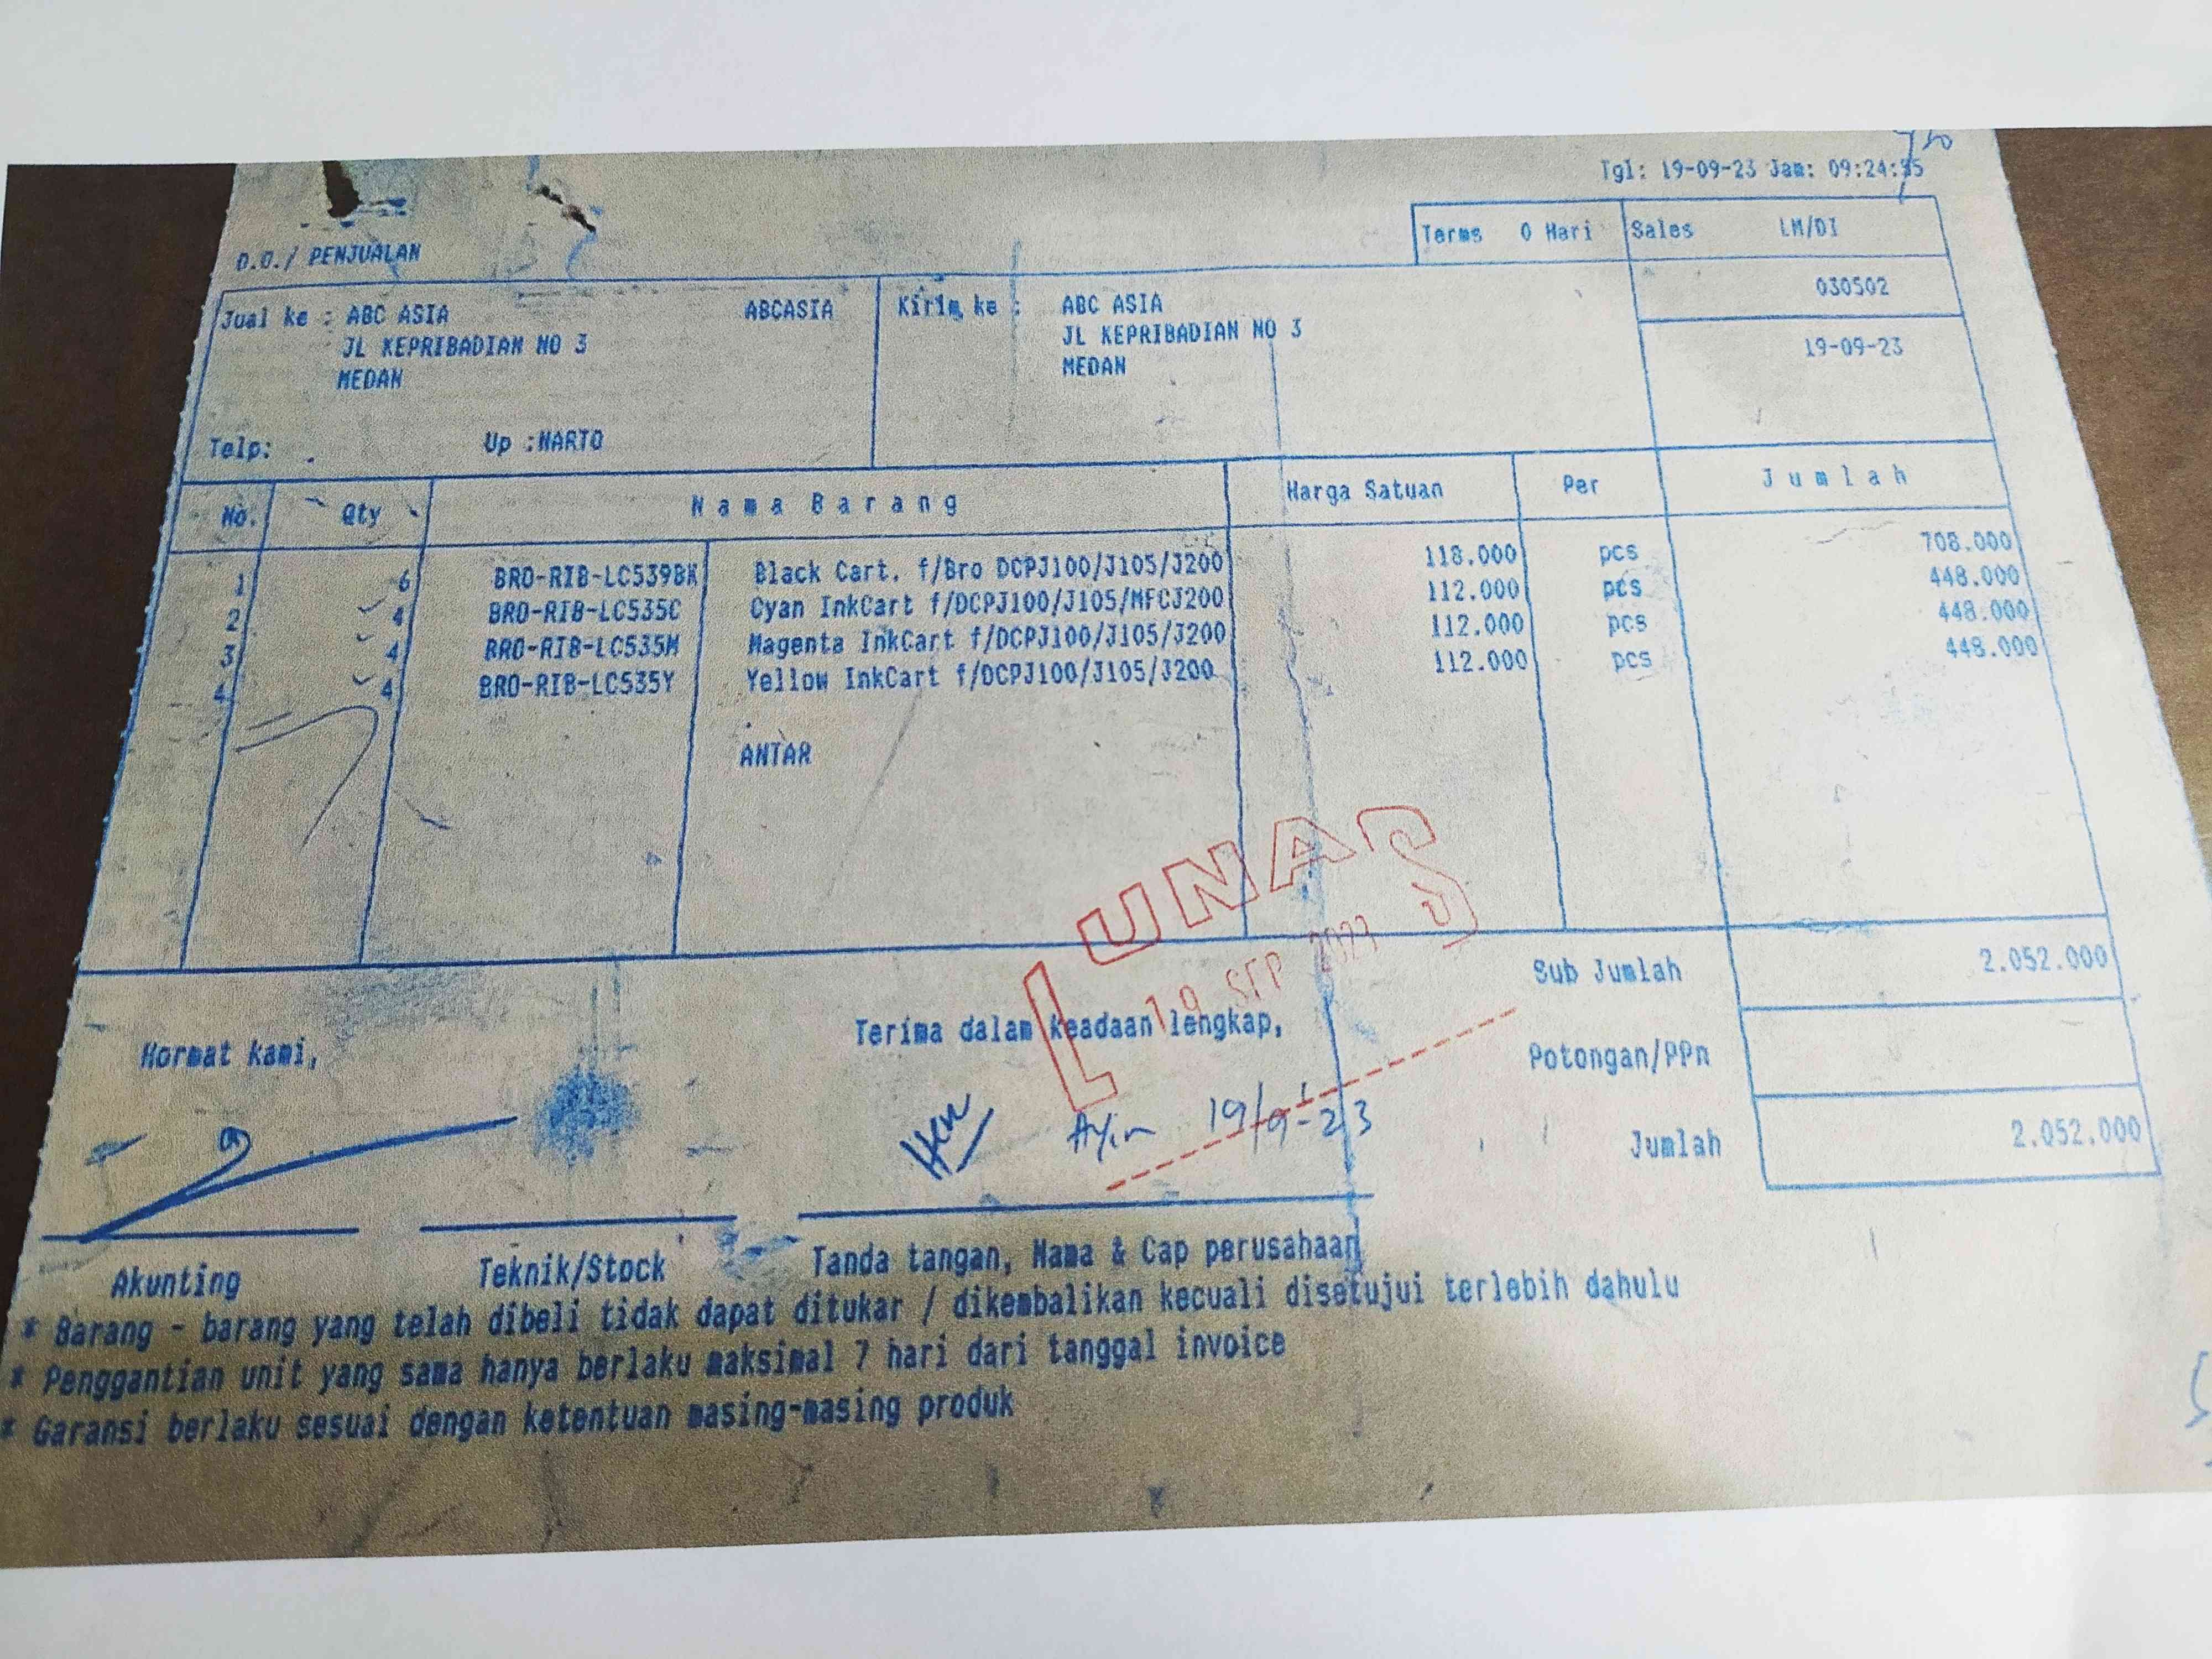 Tgl: 19-09-23 Jam: 09:24:
D.O./ PENJUALAN
Terms 0 Hari Sales LM/DI
030502
19-09-23
Jual ke : ABC ASIA ABCASIA
JL KEPRIBADIAN NO 3
MEDAN
Telp: Up :NARTO
Kirim ke : ABC ASIA
JL KEPRIBADIAN NO 3
MEDAN
No. Qty Nama Barang Harga Satuan Per Jumlah
1 6 BRO-RIB-LC539BK Black Cart. f/Bro DCPJ100/J105/J200 118.000 pcs 708.000
2 4 BRO-RIB-LC535C Cyan InkCart f/DCPJ100/J105/MFCJ200 112.000 pcs 448.000
3 4 BRO-RIB-LC535M Magenta InkCart f/DCPJ100/J105/J200 112.000 pcs 448.000
4 4 BRO-RIB-LC535Y Yellow InkCart f/DCPJ100/J105/J200 112.000 pcs 448.000
ANTAR
LUNAS
19 SEP 2023
Sub Jumlah 2.052.000
Potongan/PPn
Jumlah 2.052.000
Hormat kami,
Terima dalam keadaan lengkap,
19/9-23
Akunting
Teknik/Stock
Tanda tangan, Nama & Cap perusahaan
* Barang - barang yang telah dibeli tidak dapat ditukar / dikembalikan kecuali disetujui terlebih dahulu
* Penggantian unit yang sama hanya berlaku maksimal 7 hari dari tanggal invoice
* Garansi berlaku sesuai dengan ketentuan masing-masing produk